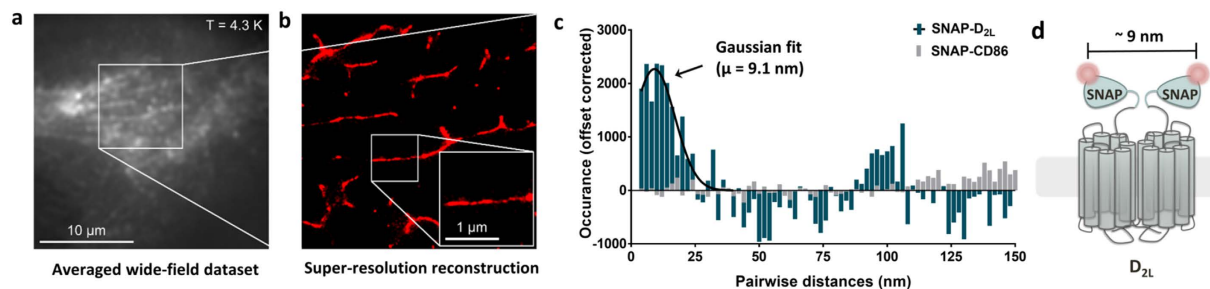 a
T = 4.3 K
10 µm
Averaged wide-field dataset
b
1 µm
Super-resolution reconstruction
c
SNAP-D2L
SNAP-CD86
Gaussian fit
(µ = 9.1 nm)
Occurance (offset corrected)
3000
2000
1000
0
-1000
0
25
50
75
100
125
150
Pairwise distances (nm)
d
~ 9 nm
SNAP
SNAP
D2L